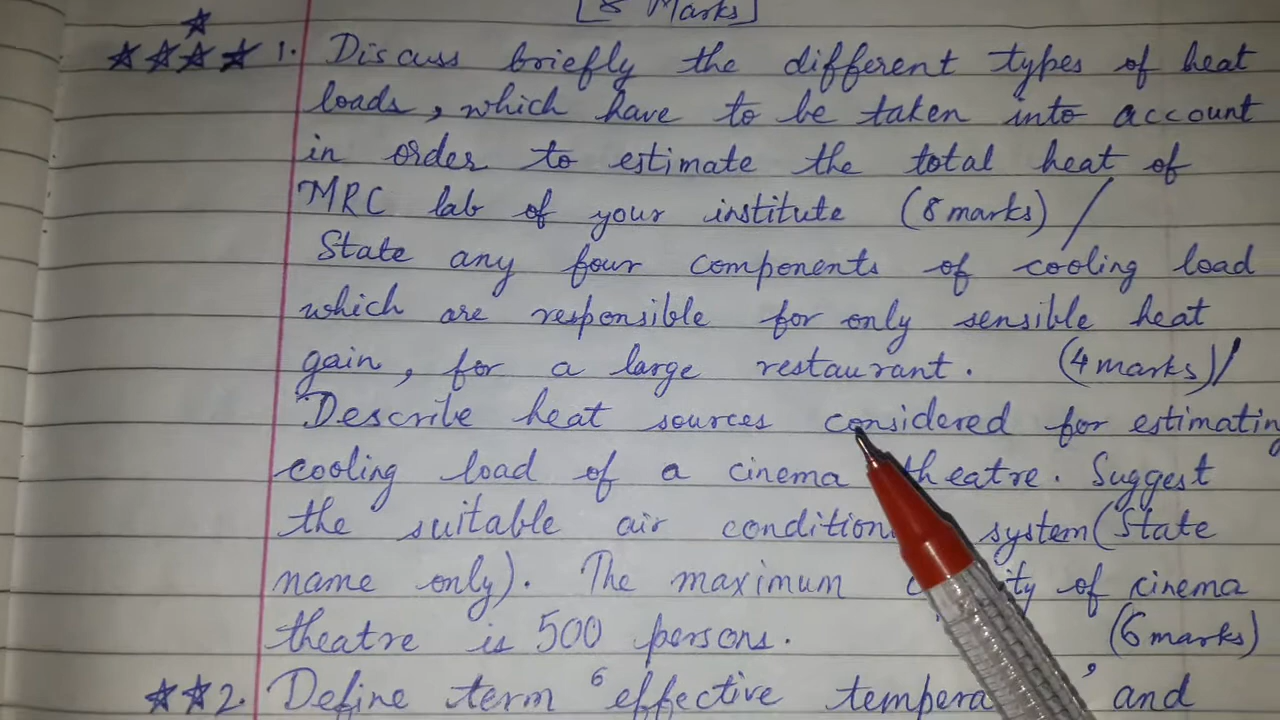 [8 Marks]
1. Discuss briefly the different types of heat
loads, which have to be taken into account
in order to estimate the total heat of
MRC lab of your institute (8 marks) /
State any four components of cooling load
which are responsible for only sensible heat
gain, for a large restaurant. (4 marks) /
Describe heat sources considered for estimatin
cooling load of a cinema theatre. Suggest
the suitable air condition system (State
name only). The maximum of cinema
theatre is 500 persons. (6 marks)
2. Define term 'effective tempera ' and